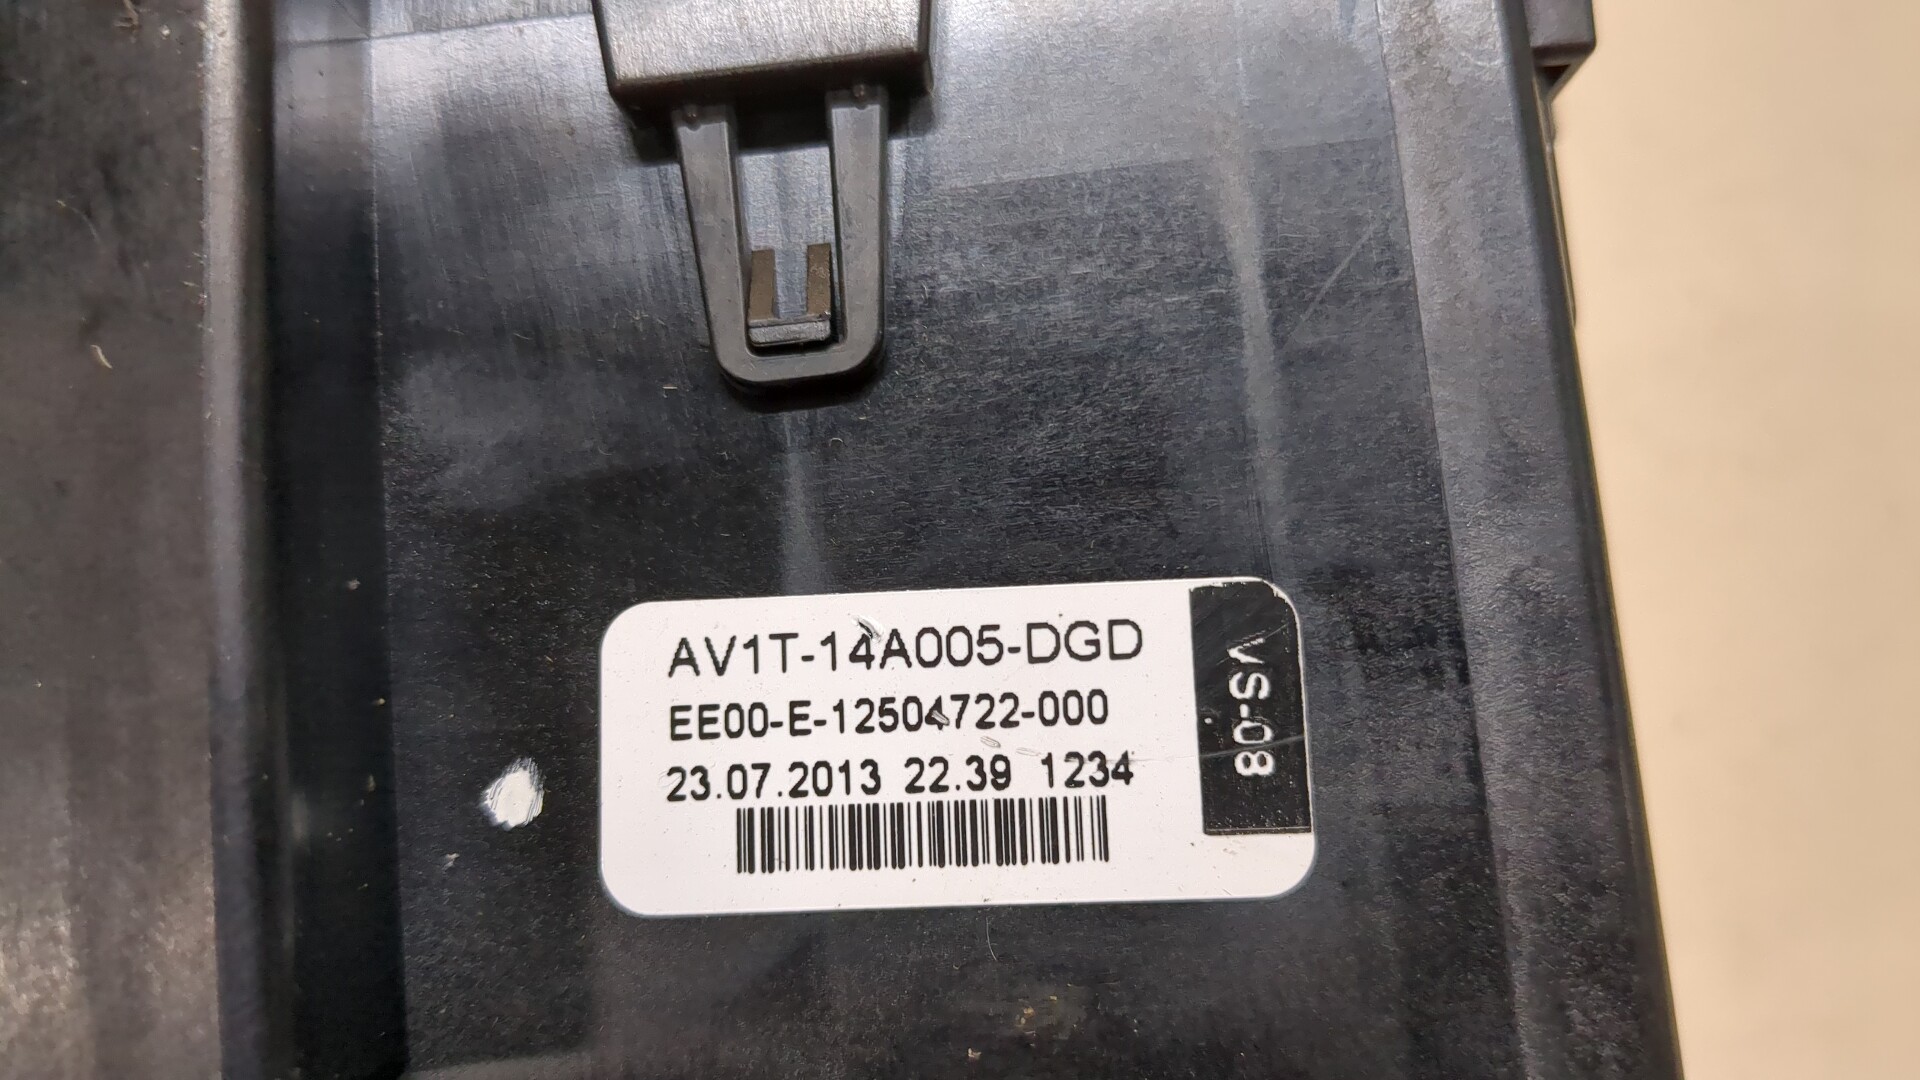 AV1T-14A005-DGD
EE00-E-12504722-000
23.07.2013 22.39 1234
VS-08